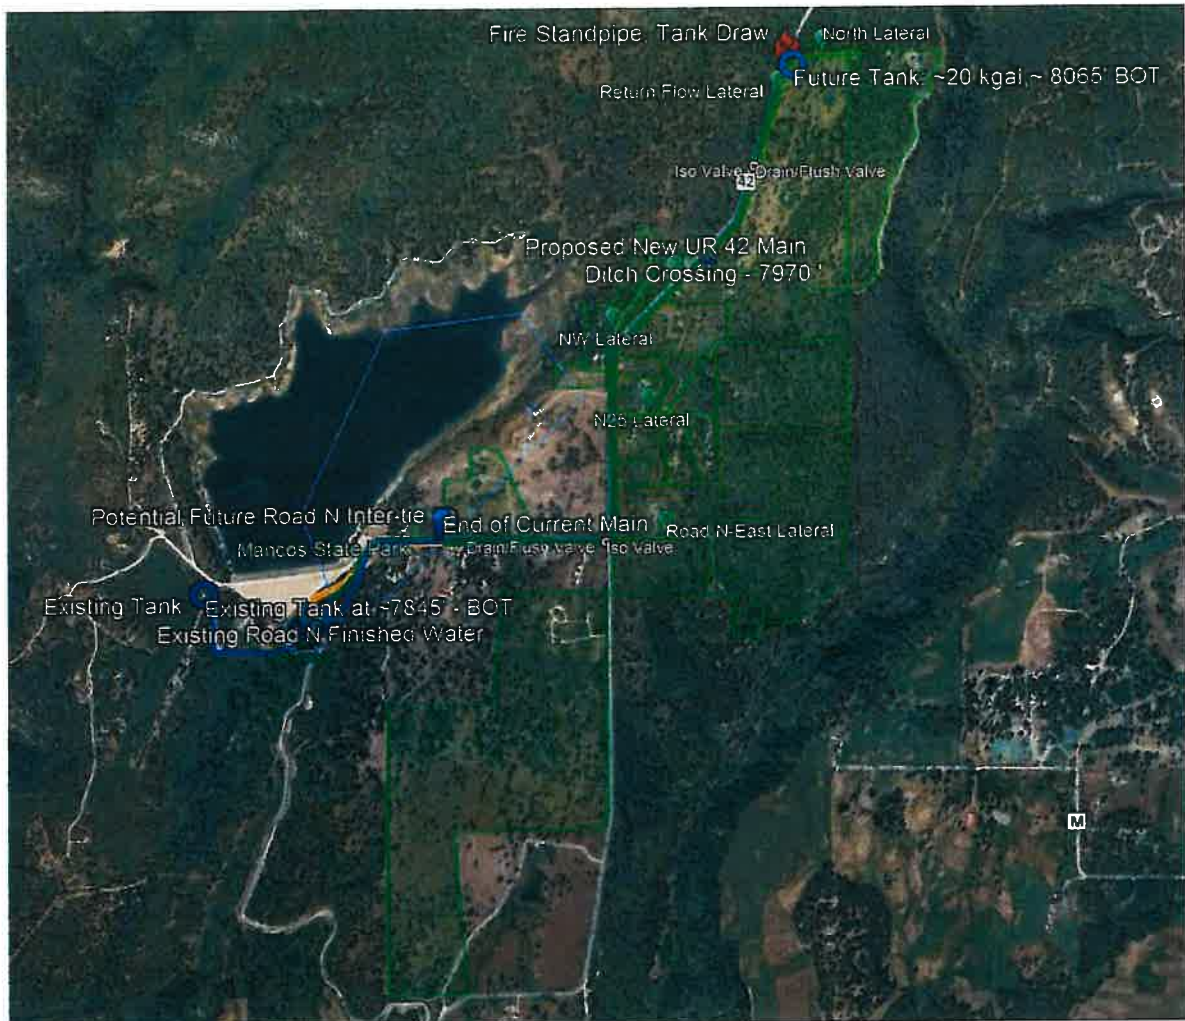 Fire Standpipe, Tank Draw
North Lateral
Future Tank, ~20 kgal, ~ 8065' BOT
Return Flow Lateral
Iso Valve
Drain/Flush Valve
42
Proposed New UR 42 Main
Ditch Crossing - 7970 '
NW Lateral
N25 Lateral
Potential Future Road N Inter-tie
End of Current Main
Road N-East Lateral
Mancos State Park
Drain/Flush Valve
Iso Valve
Existing Tank
Existing Tank at ~7845' - BOT
Existing Road N Finished Water
M